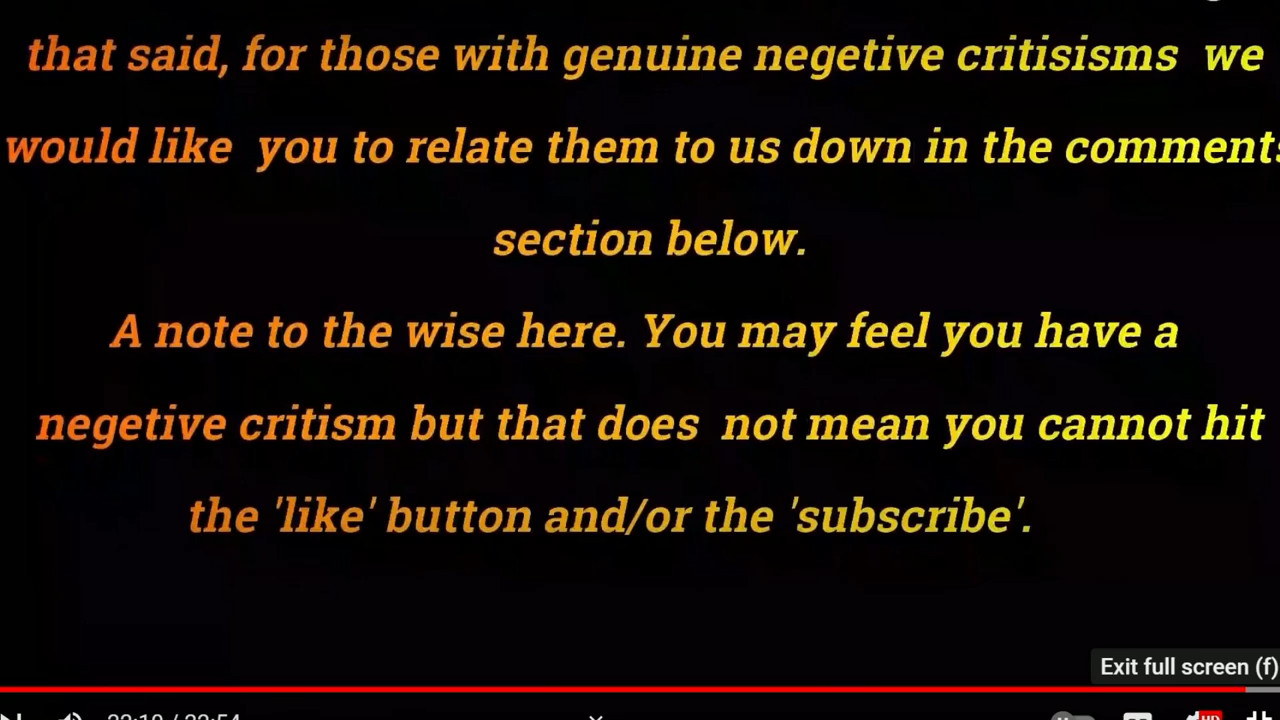 that said, for those with genuine negetive critisisms we
would like you to relate them to us down in the comments
section below.
A note to the wise here. You may feel you have a
negetive critism but that does not mean you cannot hit
the 'like' button and/or the 'subscribe'.
Exit full screen (f)
HD